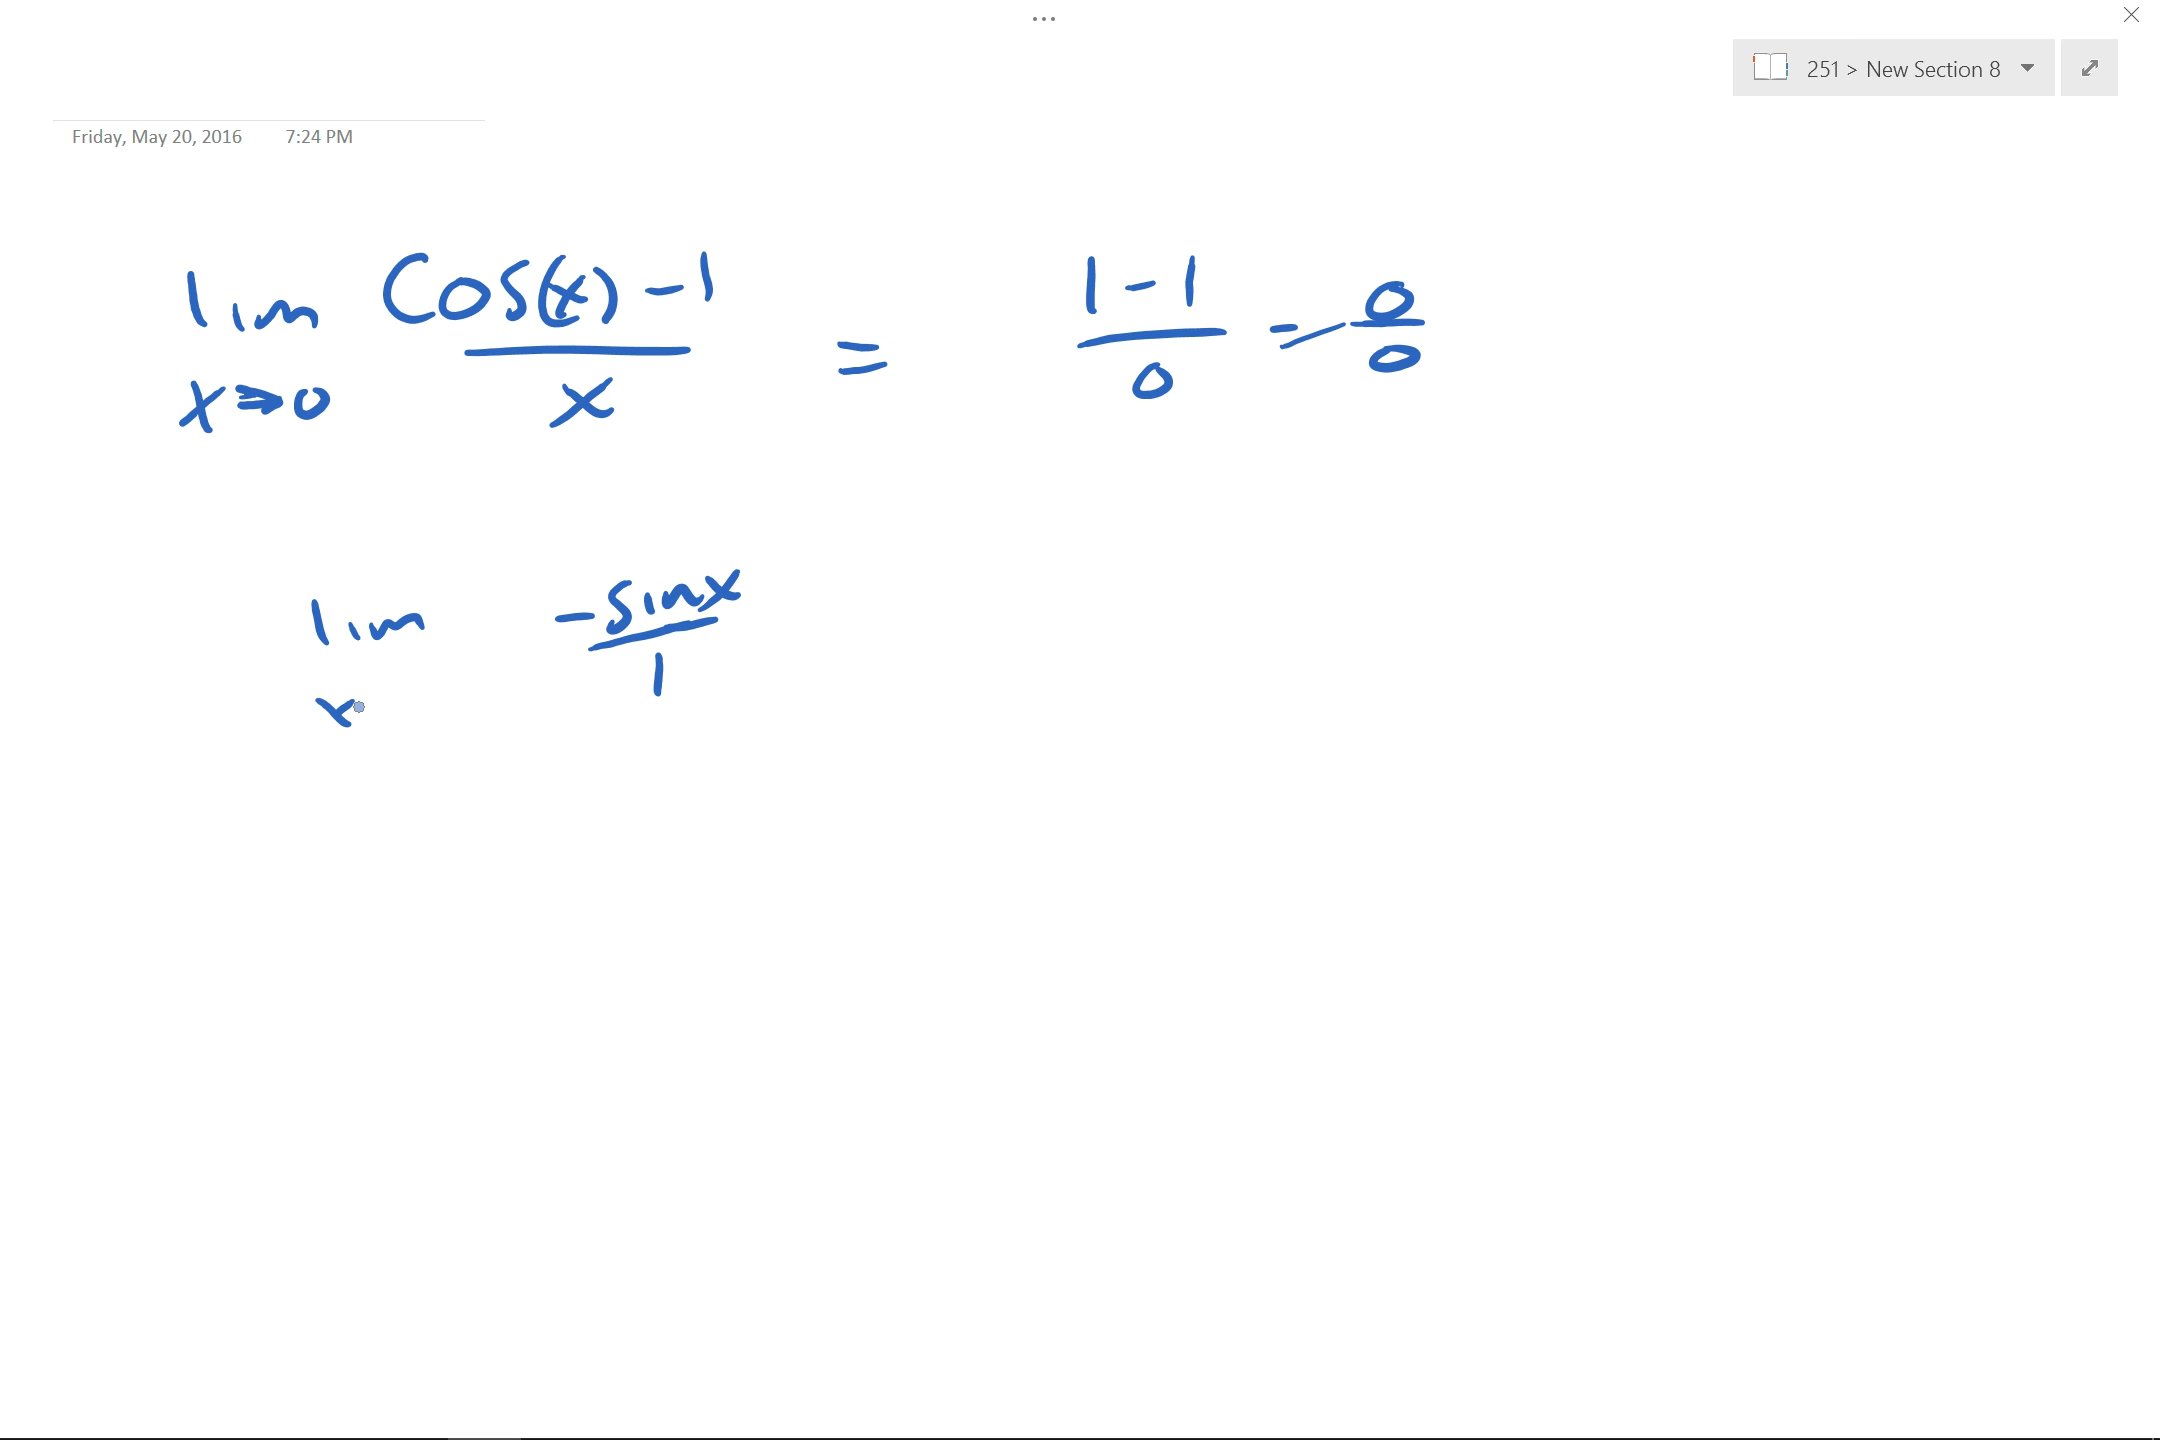 251 > New Section 8
Friday, May 20, 2016 7:24 PM
lim Cos(x) - 1 / x = 1 - 1 / 0 = 0 / 0
x → 0
lim - sin x / 1
x